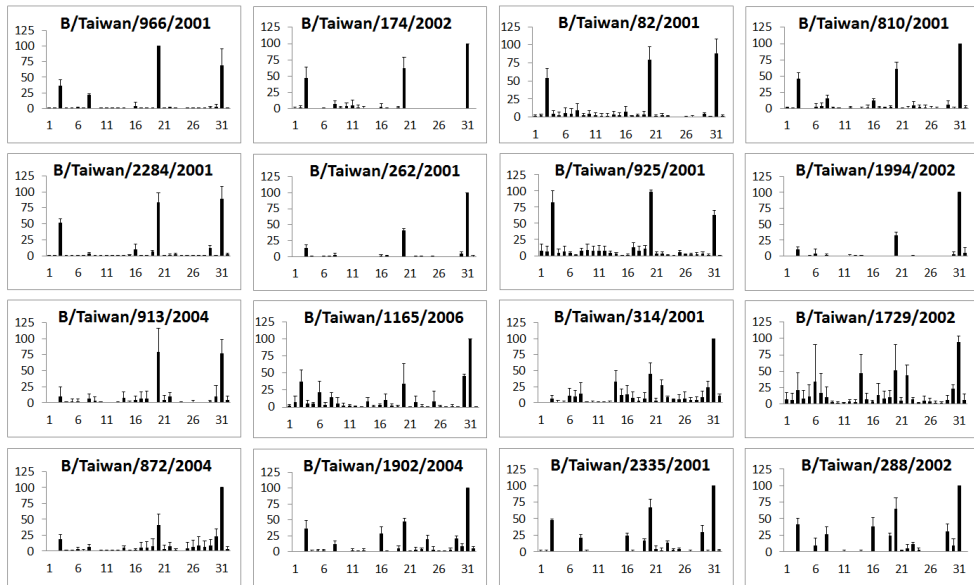 B/Taiwan/966/2001 B/Taiwan/174/2002 B/Taiwan/82/2001 B/Taiwan/810/2001
125 125 125 125
100 100 100 100
75 75 75 75
50 50 50 50
25 25 25 25
0 0 0 0
1 6 11 16 21 26 31 1 6 11 16 21 26 31 1 6 11 16 21 26 31 1 6 11 16 21 26 31
B/Taiwan/2284/2001 B/Taiwan/262/2001 B/Taiwan/925/2001 B/Taiwan/1994/2002
125 125 125 125
100 100 100 100
75 75 75 75
50 50 50 50
25 25 25 25
0 0 0 0
1 6 11 16 21 26 31 1 6 11 16 21 26 31 1 6 11 16 21 26 31 1 6 11 16 21 26 31
B/Taiwan/913/2004 B/Taiwan/1165/2006 B/Taiwan/314/2001 B/Taiwan/1729/2002
125 125 125 125
100 100 100 100
75 75 75 75
50 50 50 50
25 25 25 25
0 0 0 0
1 6 11 16 21 26 31 1 6 11 16 21 26 31 1 6 11 16 21 26 31 1 6 11 16 21 26 31
B/Taiwan/872/2004 B/Taiwan/1902/2004 B/Taiwan/2335/2001 B/Taiwan/288/2002
125 125 125 125
100 100 100 100
75 75 75 75
50 50 50 50
25 25 25 25
0 0 0 0
1 6 11 16 21 26 31 1 6 11 16 21 26 31 1 6 11 16 21 26 31 1 6 11 16 21 26 31